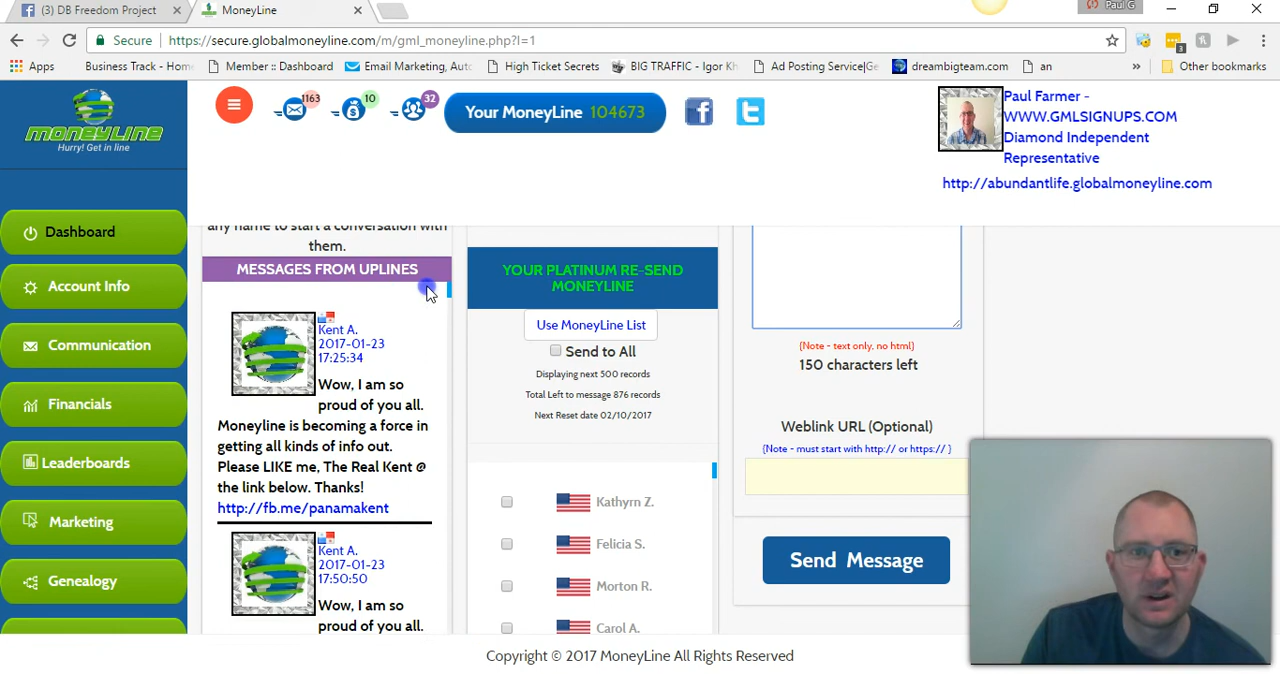 (3) DB Freedom Project
MoneyLine
Paul G
Secure
https://secure.globalmoneyline.com/m/gml_moneyline.php?l=1
3
Apps
Business Track - Hom
Member :: Dashboard
Email Marketing, Auto
High Ticket Secrets
BIG TRAFFIC - Igor Kh
Ad Posting Service|Ge
dreambigteam.com
an
»
Other bookmarks
MONEYLINE
Hurry! Get in line
1163
10
32
Your MoneyLine 104673
Paul Farmer -
WWW.GMLSIGNUPS.COM
Diamond Independent
Representative
http://abundantlife.globalmoneyline.com
Dashboard
Account Info
Communication
Financials
Leaderboards
Marketing
Genealogy
any name to start a conversation with
them.
MESSAGES FROM UPLINES
Kent A.
2017-01-23
17:25:34
Wow, I am so
proud of you all.
Moneyline is becoming a force in
getting all kinds of info out.
Please LIKE me, The Real Kent @
the link below. Thanks!
http://fb.me/panamakent
Kent A.
2017-01-23
17:50:50
Wow, I am so
proud of you all.
YOUR PLATINUM RE-SEND
MONEYLINE
Use MoneyLine List
Send to All
Displaying next 500 records
Total Left to message 876 records
Next Reset date 02/10/2017
Kathyrn Z.
Felicia S.
Morton R.
Carol A.
{Note - text only, no html}
150 characters left
Weblink URL (Optional)
{Note - must start with http:// or https:// }
Send Message
Copyright © 2017 MoneyLine All Rights Reserved